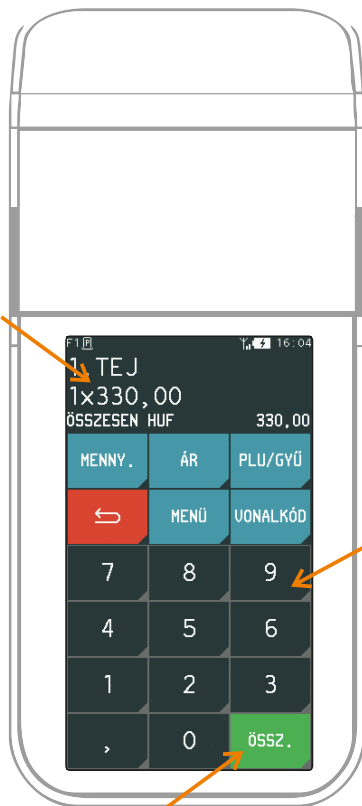 F1 P 16:04
1. TEJ
1x330,00
ÖSSZESEN HUF 330,00
MENNY. ÁR PLU/GYŰ
MENÜ VONALKÓD
7 8 9
4 5 6
1 2 3
, 0 ÖSSZ.